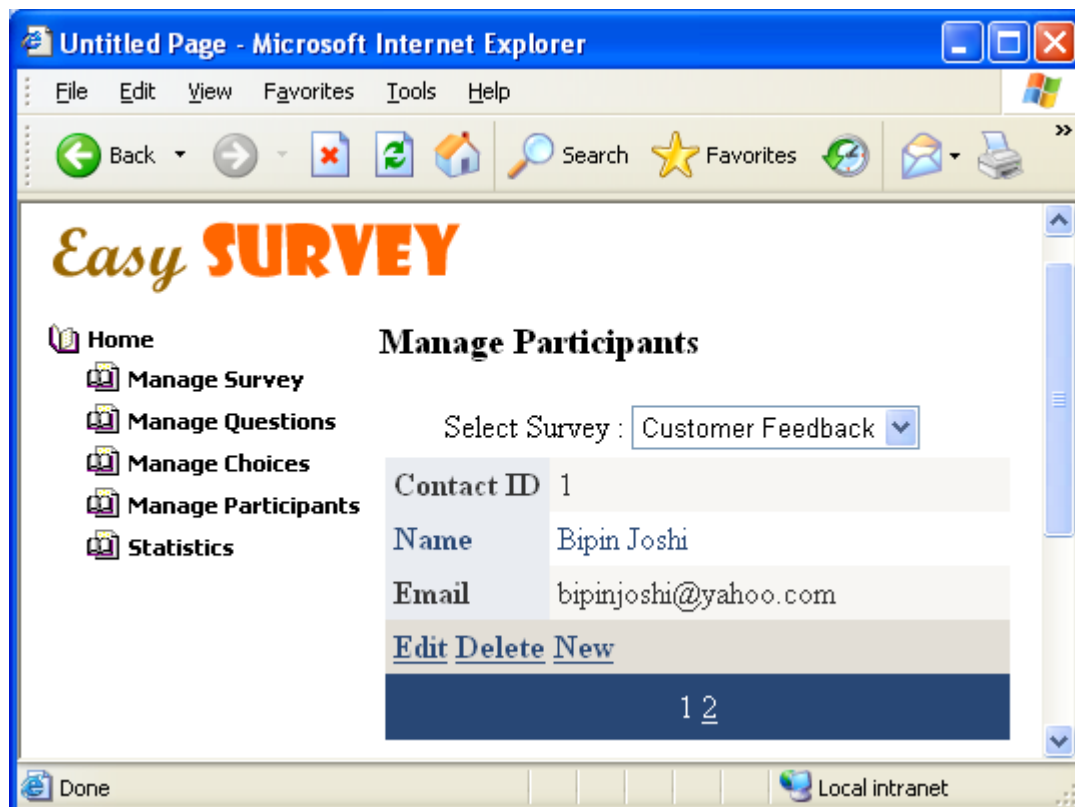 Untitled Page - Microsoft Internet Explorer
File Edit View Favorites Tools Help
Back Search Favorites »
Easy SURVEY
Home
Manage Survey
Manage Questions
Manage Choices
Manage Participants
Statistics
Manage Participants
Select Survey : Customer Feedback
Contact ID 1
Name Bipin Joshi
Email bipinjoshi@yahoo.com
Edit Delete New
1 2
Done Local intranet